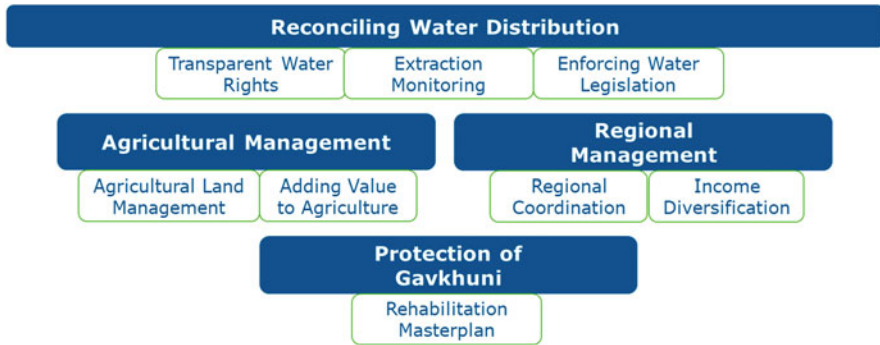 Reconciling Water Distribution
Transparent Water
Rights
Extraction
Monitoring
Enforcing Water
Legislation
Agricultural Management
Regional
Management
Agricultural Land
Management
Adding Value
to Agriculture
Regional
Coordination
Income
Diversification
Protection of
Gavkhuni
Rehabilitation
Masterplan